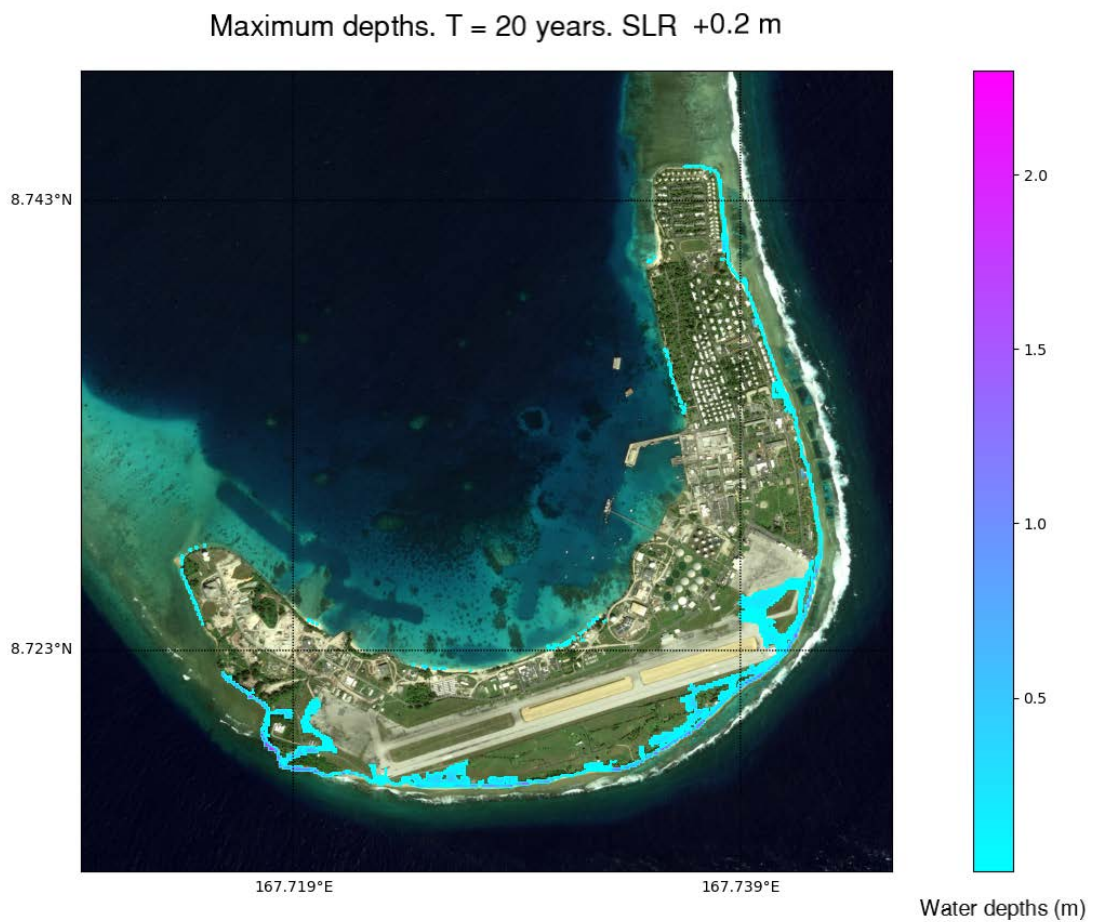 Maximum depths. T = 20 years. SLR +0.2 m
8.743°N
8.723°N
167.719°E
167.739°E
2.0
1.5
1.0
0.5
Water depths (m)